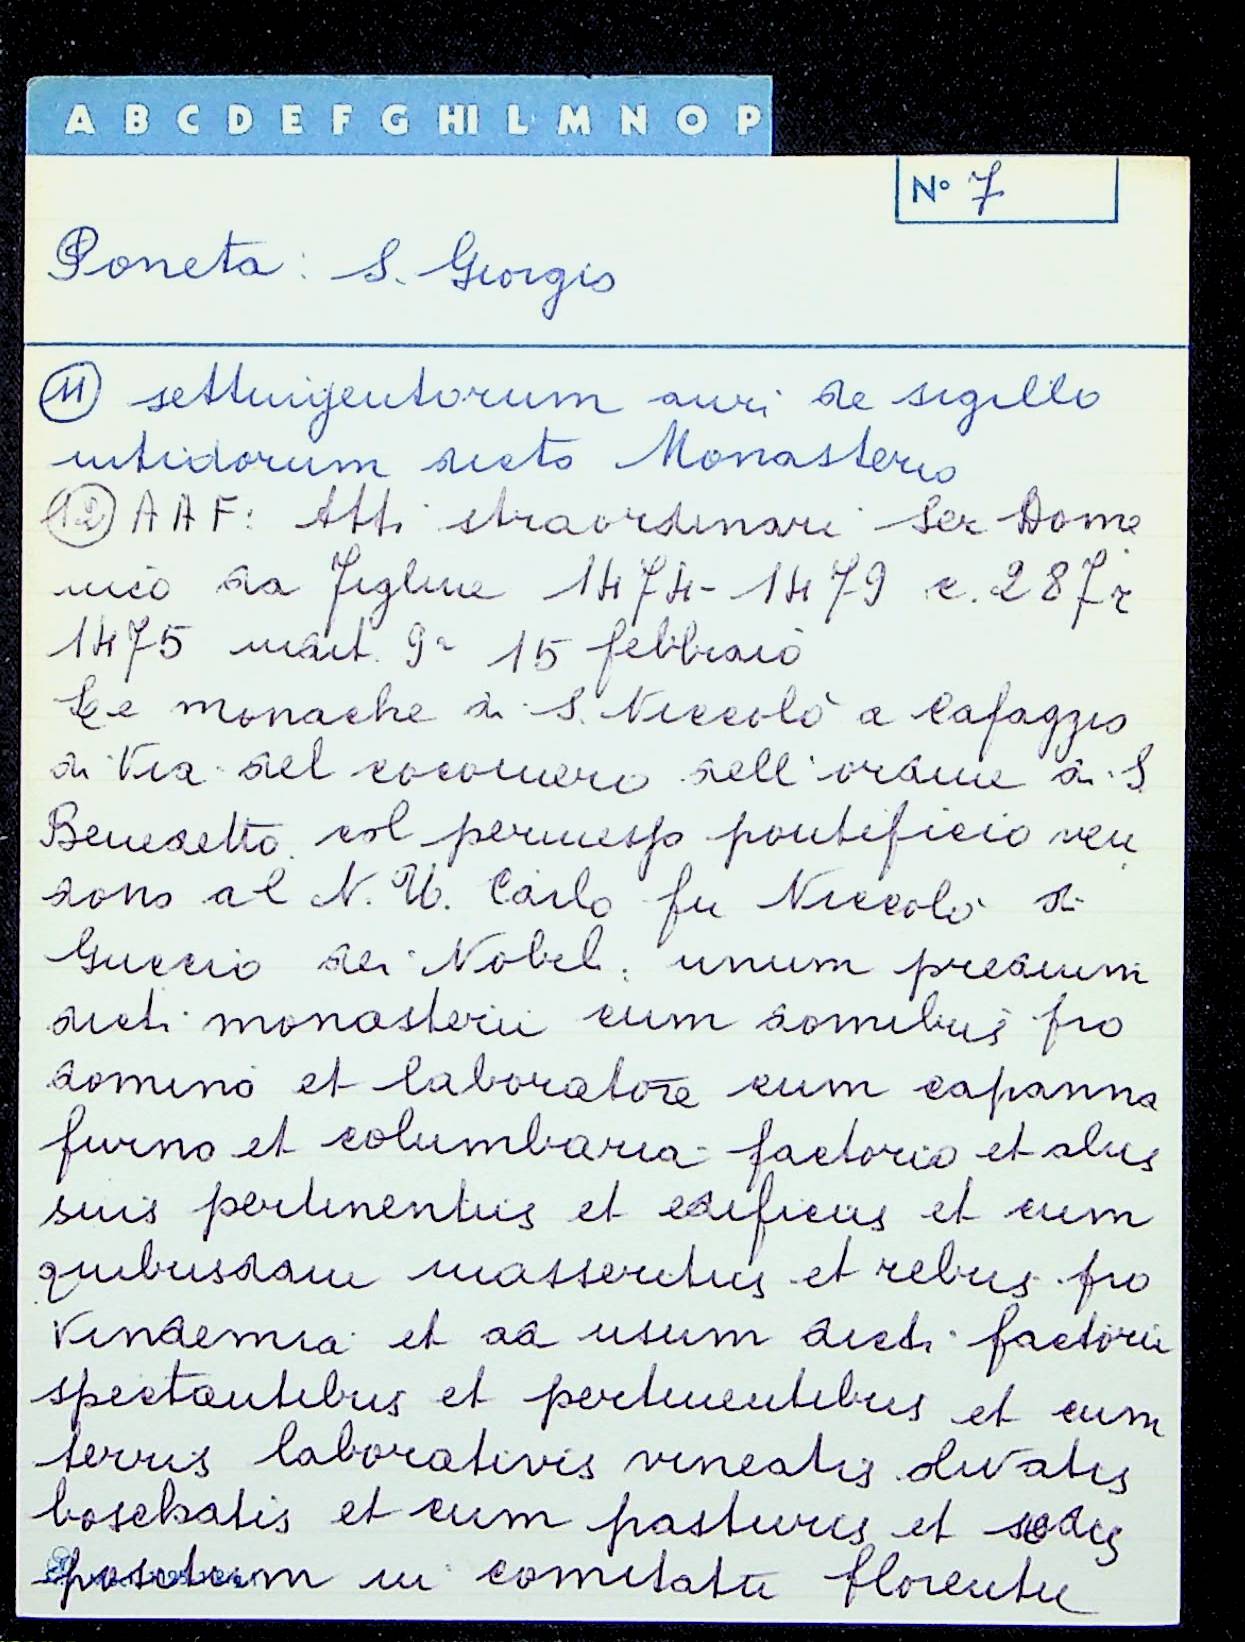 A B C D E F G HI L M N O P
N° 7
Poneta: S. Giorgio
(11) settuigentorum auri de sigillo
nitidorum dicto Monasterio
(12) AAF: Atti straordinari Ser Dome
nico da Figline 1474-1479 c. 287r
1475 mart. 9a 15 febbraio
Le monache di S. Niccolò a Cafaggio
di Via del cocomero dell'ordine di S.
Benedetto col permesso pontificio ven
dono al N. U. Carlo fu Niccolò di
Guccio dei Nobeli: unum predium
dicti monasterii cum domibus pro
domino et laboratore cum capanna
furno et columbaria factorio et aliis
suis pertinentiis et edificiis et cum
quibusdam masseritiis et rebus pro
Vindemia et ad usum dicti factorii
spectantibus et pertinentibus et cum
terris laborativis vineatis olivatis
boschatis et cum pasturis et sodis
positum in comitatu florentie